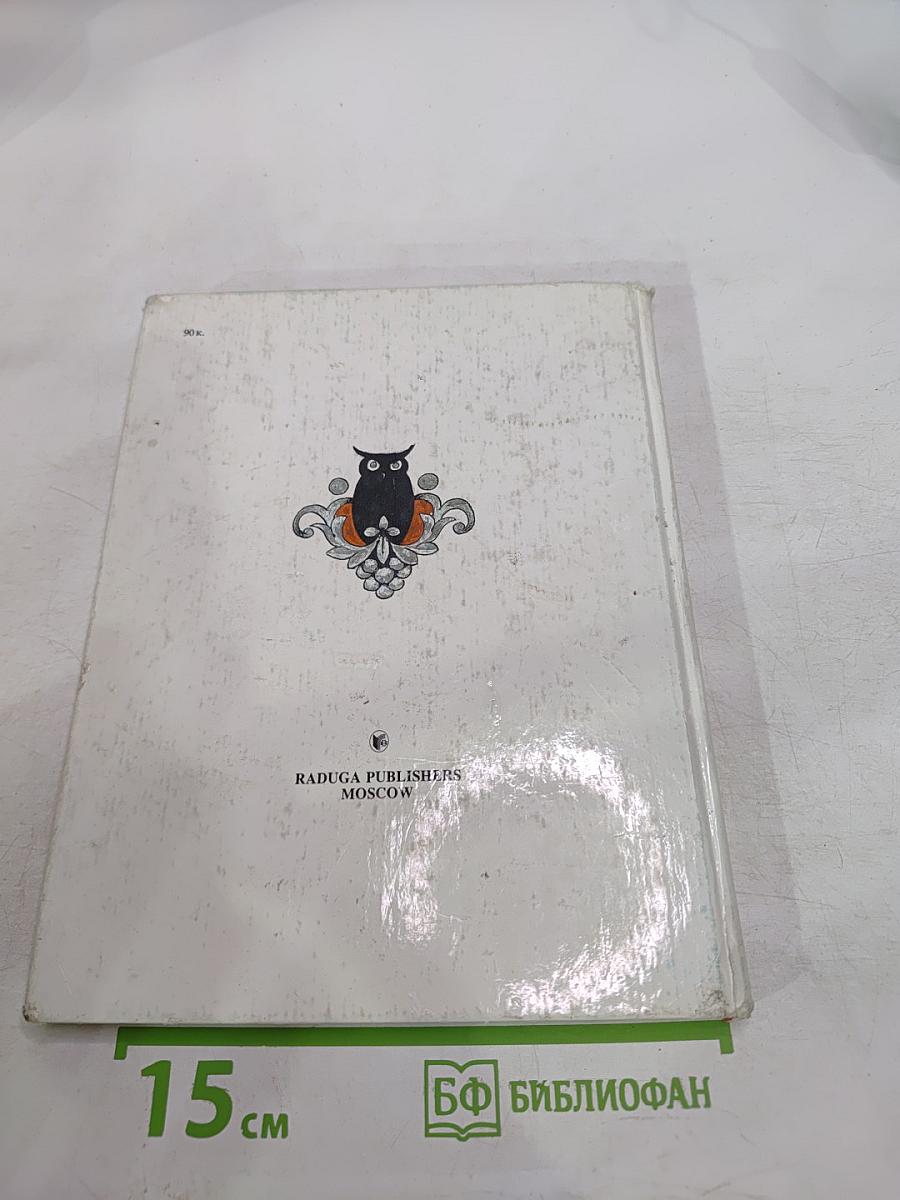 90 к.
RADUGA PUBLISHERS
MOSCOW
15 см
БФ БИБЛИОФАН